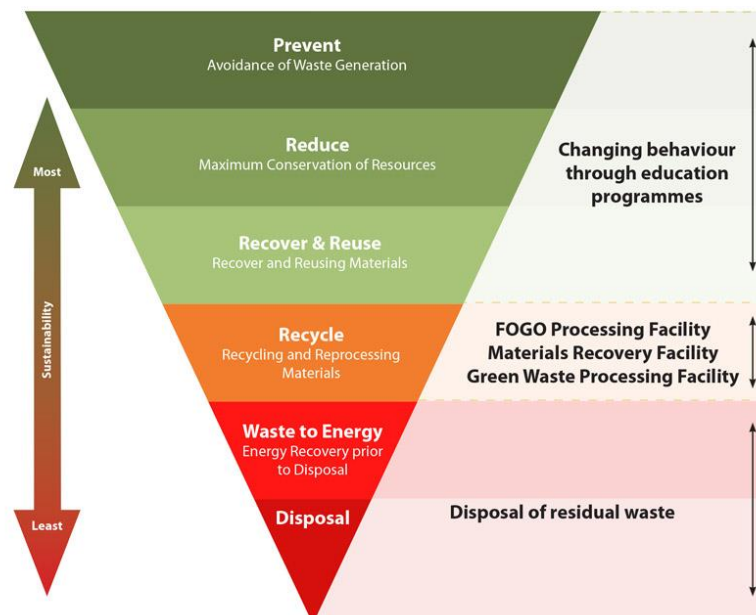 Prevent
Avoidance of Waste Generation
Reduce
Maximum Conservation of Resources
Changing behaviour
through education
programmes
Most
Recover & Reuse
Recover and Reusing Materials
Sustainability
Recycle
Recycling and Reprocessing
Materials
FOGO Processing Facility
Materials Recovery Facility
Green Waste Processing Facility
Waste to Energy
Energy Recovery prior
to Disposal
Disposal
Disposal of residual waste
Least